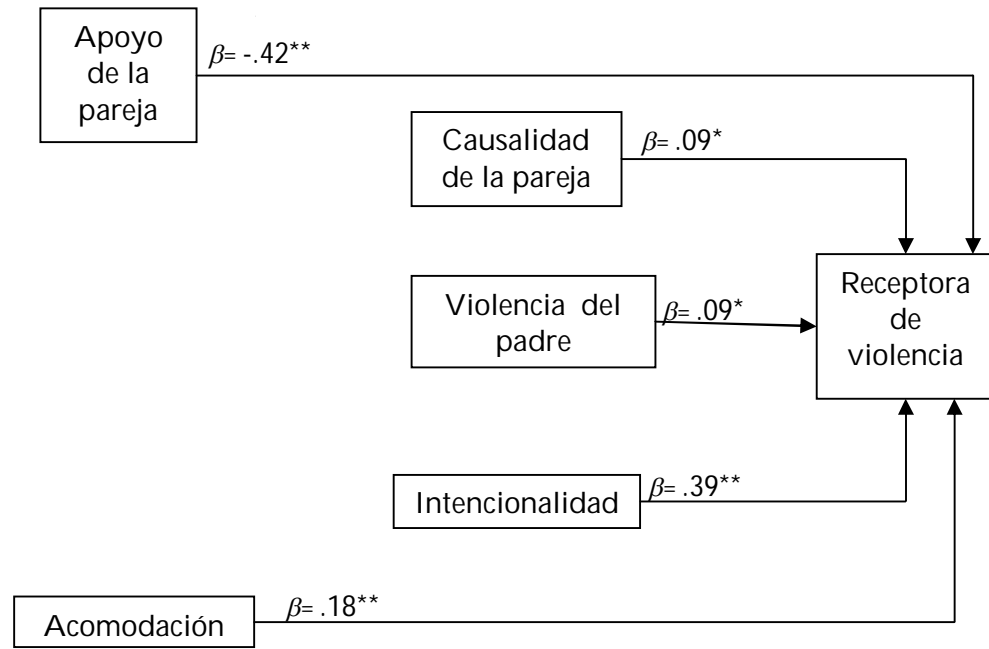 Apoyo
de la
pareja
β= -.42**
Causalidad
de la pareja
β= .09*
Violencia del
padre
β= .09*
Receptora
de
violencia
Intencionalidad
β= .39**
Acomodación
β= .18**